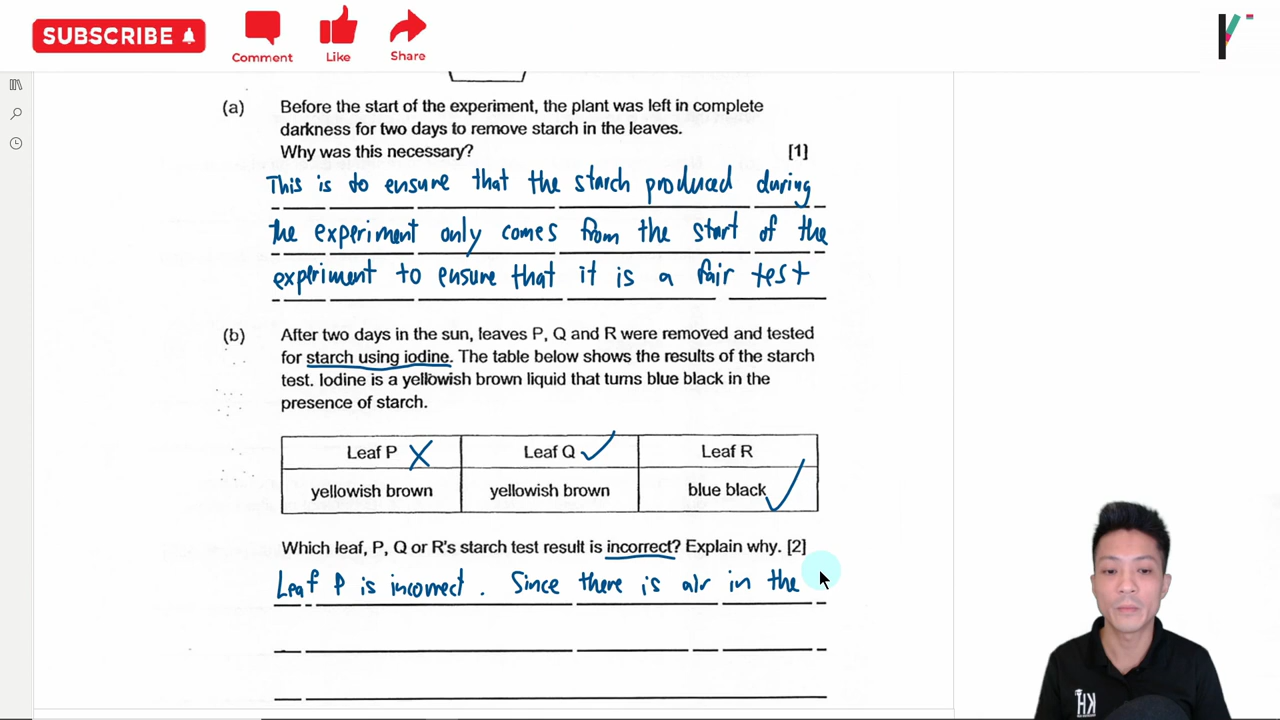 SUBSCRIBE
Comment
Like
Share
(a) Before the start of the experiment, the plant was left in complete
darkness for two days to remove starch in the leaves.
Why was this necessary? [1]
This is to ensure that the starch produced during
the experiment only comes from the start of the
experiment to ensure that it is a fair test
(b) After two days in the sun, leaves P, Q and R were removed and tested
for starch using iodine. The table below shows the results of the starch
test. Iodine is a yellowish brown liquid that turns blue black in the
presence of starch.
Leaf P Leaf Q Leaf R
yellowish brown yellowish brown blue black
Which leaf, P, Q or R's starch test result is incorrect? Explain why. [2]
Leaf P is incorrect. Since there is air in the
KH